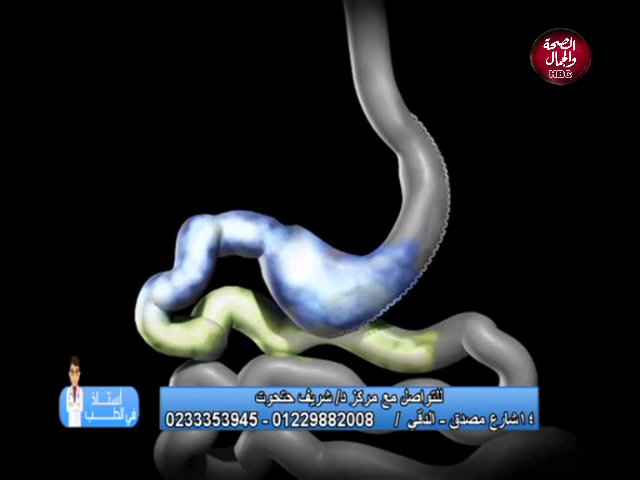 الصحة
والجمال
HBC
أستاذ
في الطب
للتواصل مع مركز د/ شريف حتحوت
١٤ شارع مصدق - الدقي / 01229882008 - 0233353945